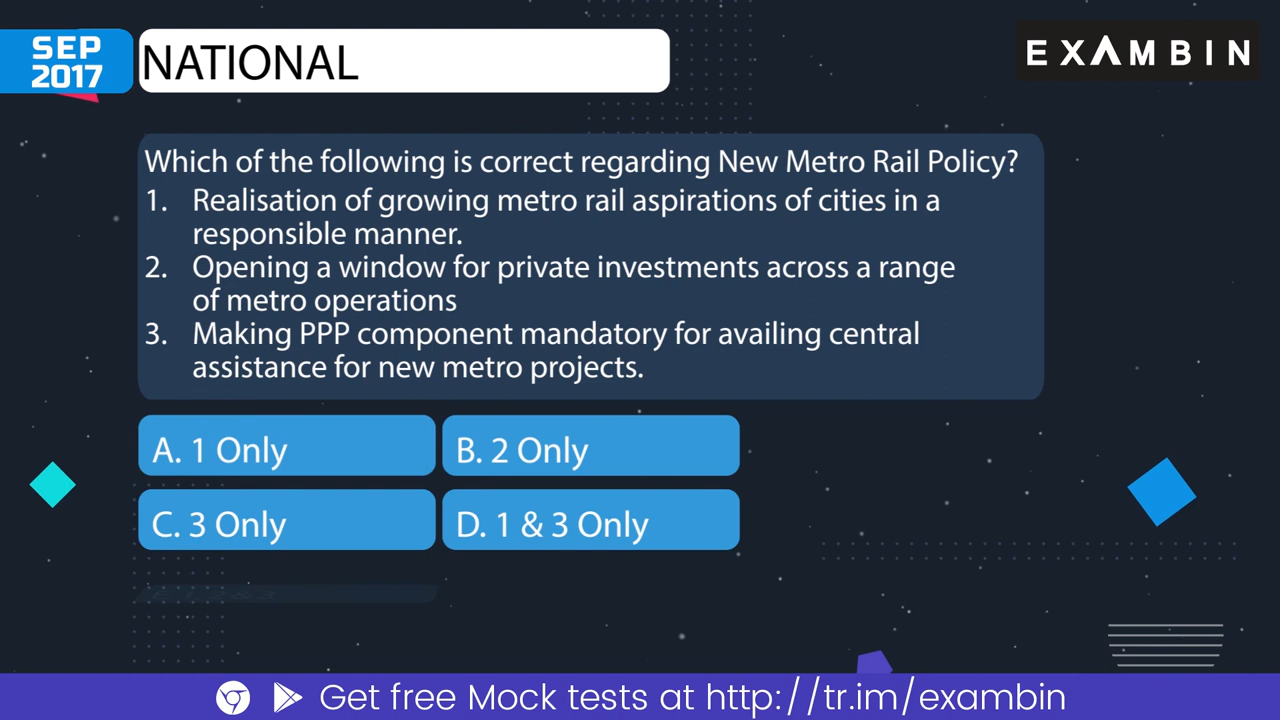 SEP
2017
NATIONAL
EXAMBIN
Which of the following is correct regarding New Metro Rail Policy?
1. Realisation of growing metro rail aspirations of cities in a
responsible manner.
2. Opening a window for private investments across a range
of metro operations
3. Making PPP component mandatory for availing central
assistance for new metro projects.
A. 1 Only
B. 2 Only
C. 3 Only
D. 1 & 3 Only
Get free Mock tests at http://tr.im/exambin